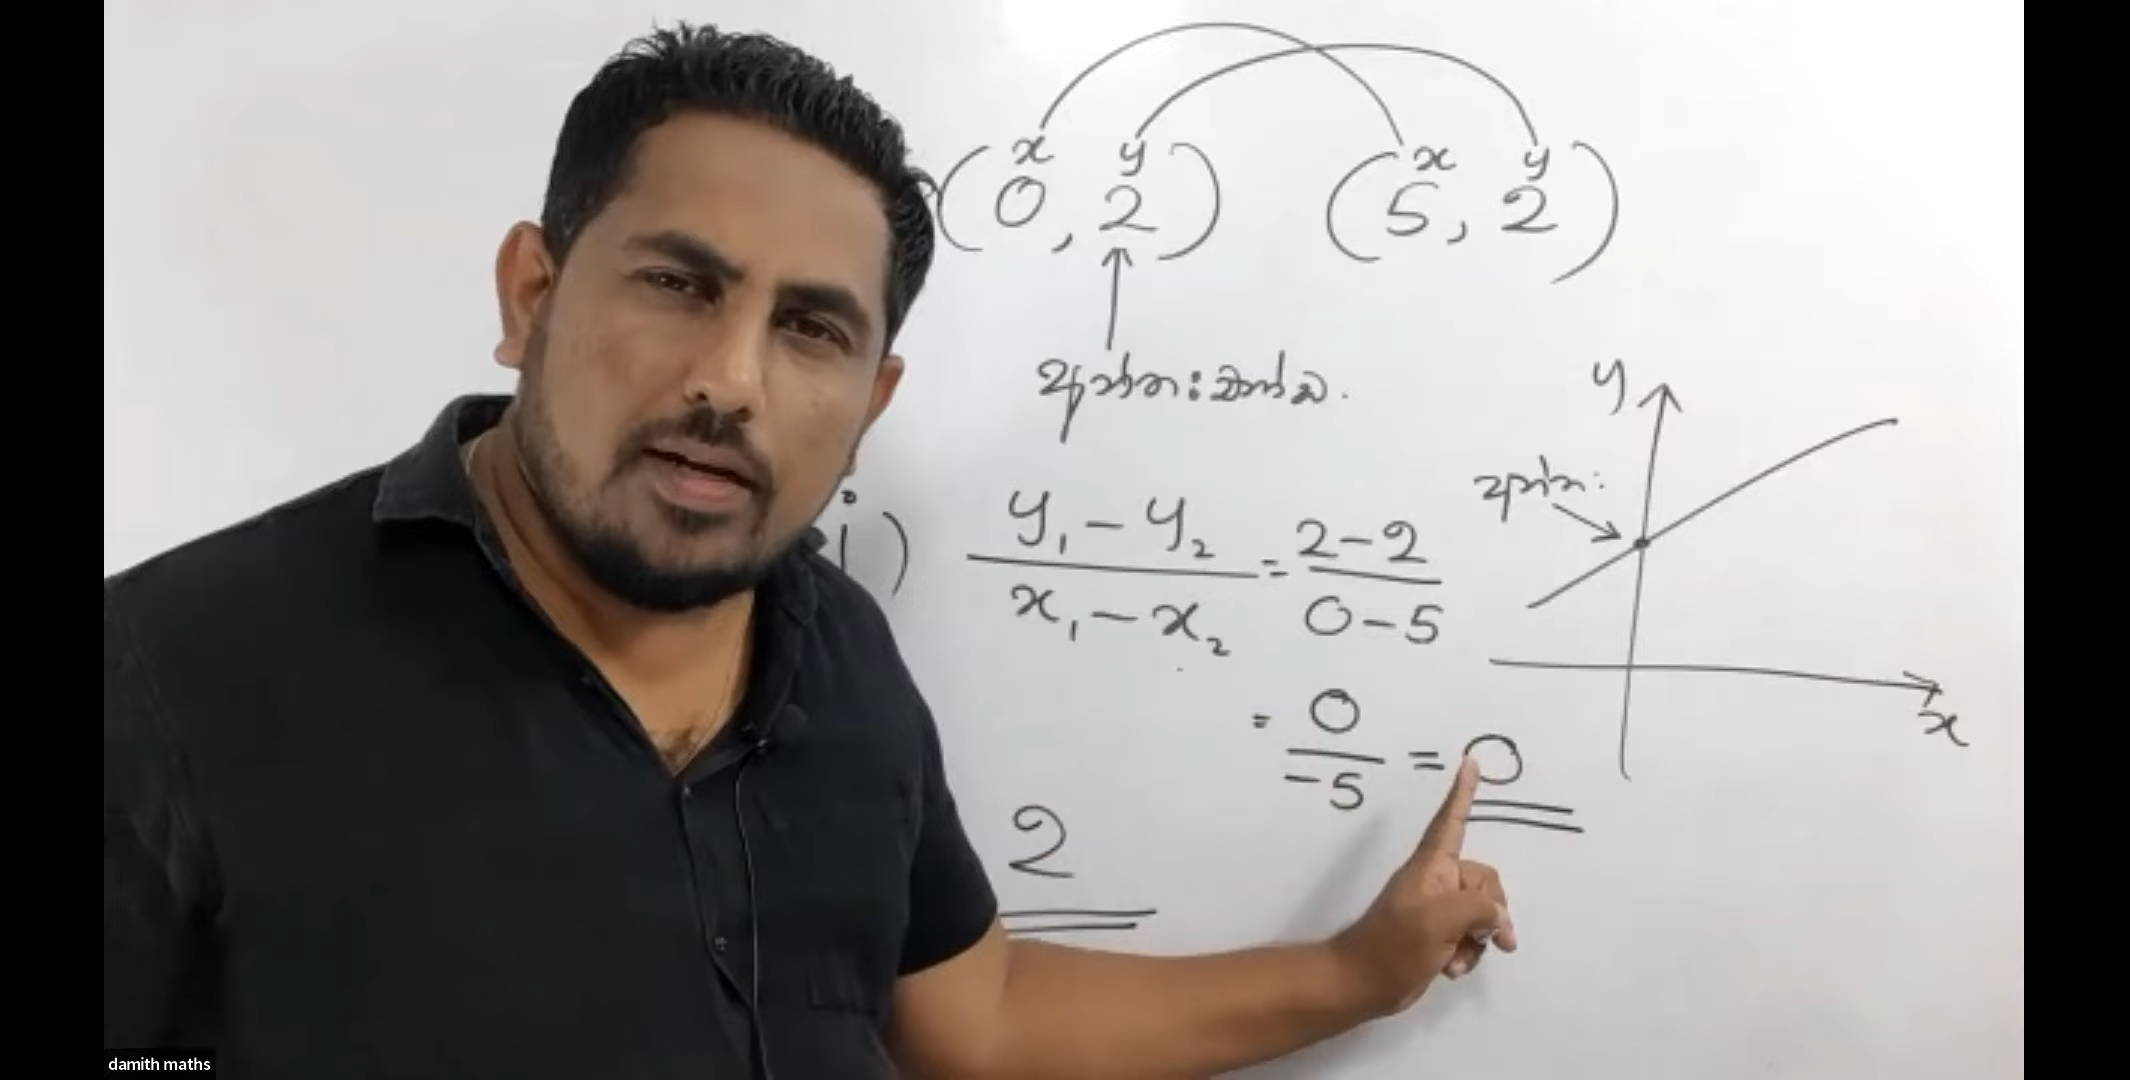 x y x y
(0, 2) (5, 2)
අන්තඃඛණ්ඩ.
y
අන්තඃ
i) y₁ - y₂ / x₁ - x₂ = 2 - 2 / 0 - 5
= 0 / -5 = 0
x
2
damith maths